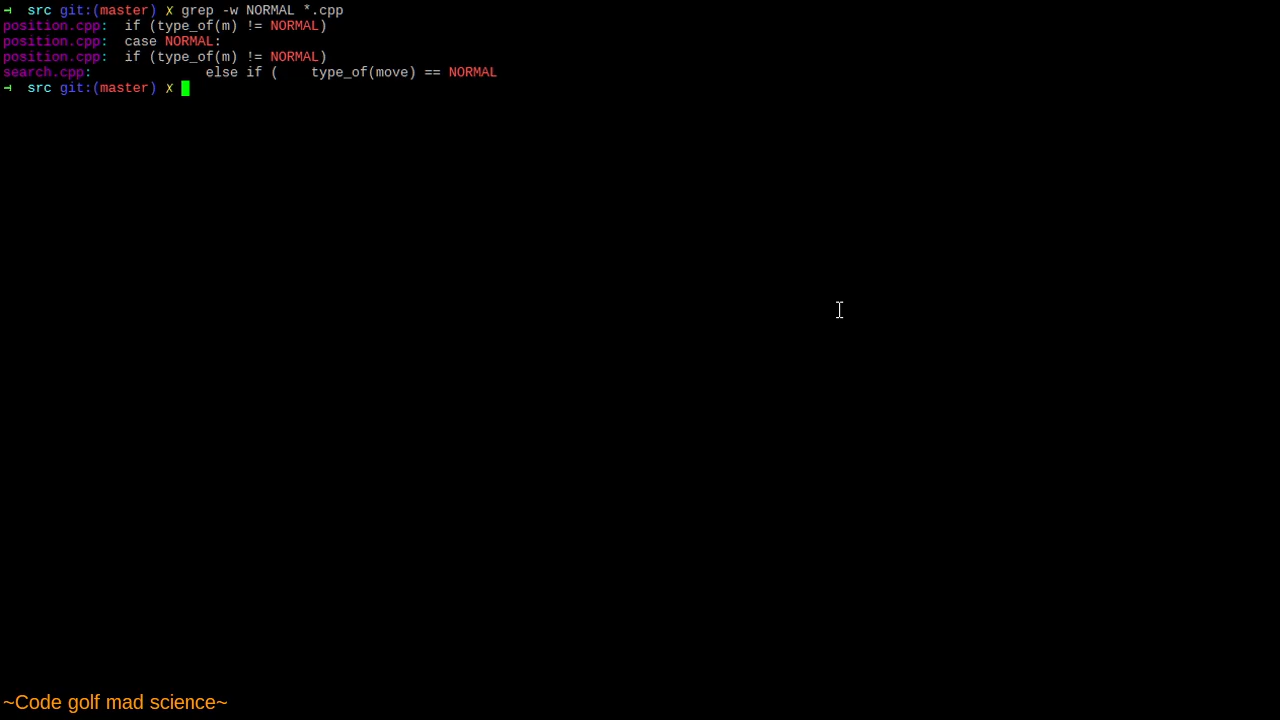 → src git:(master) ✗ grep -w NORMAL *.cpp
position.cpp:  if (type_of(m) != NORMAL)
position.cpp:  case NORMAL:
position.cpp:  if (type_of(m) != NORMAL)
search.cpp:              else if (    type_of(move) == NORMAL
→ src git:(master) ✗
~Code golf mad science~